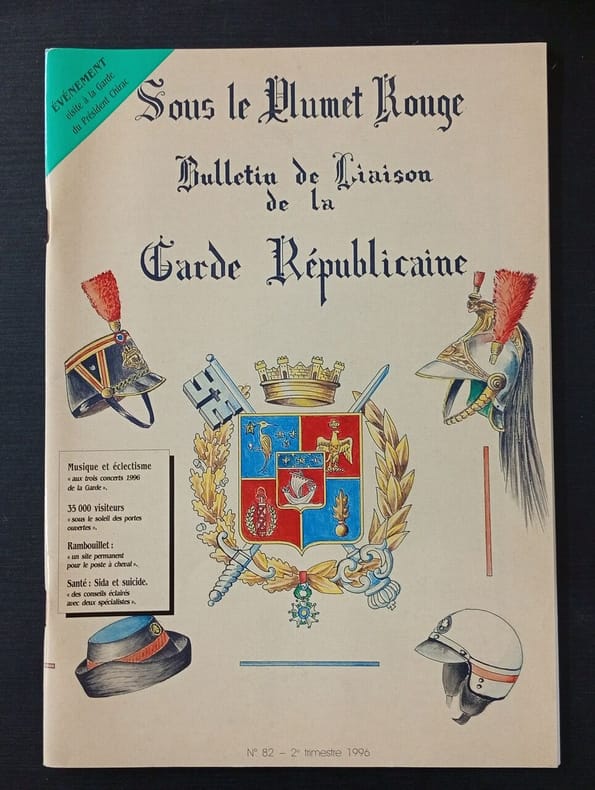 ÉVÉNEMENT
visite à la Garde
du Président Chirac
Sous le Plumet Rouge
Bulletin de Liaison
de la
Garde Républicaine
Musique et éclectisme
« aux trois concerts 1996
de la Garde ».
35 000 visiteurs
« sous le soleil des portes
ouvertes ».
Rambouillet :
« un site permanent
pour le poste à cheval ».
Santé : Sida et suicide.
« des conseils éclairés
avec deux spécialistes ».
N° 82 – 2e trimestre 1996